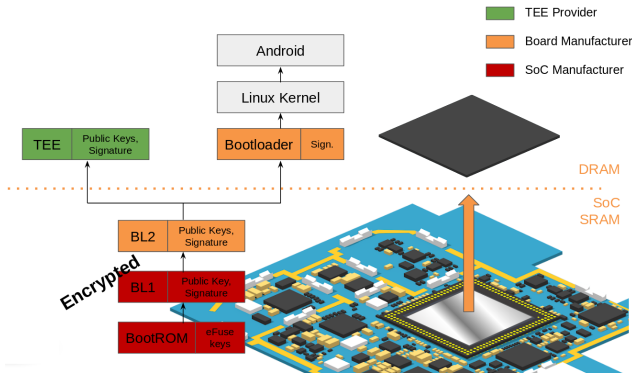 TEE Provider
Board Manufacturer
SoC Manufacturer
Android
Linux Kernel
TEE
Public Keys,
Signature
Bootloader
Sign.
DRAM
SoC
SRAM
BL2
Public Keys,
Signature
Encrypted
BL1
Public Key,
Signature
BootROM
eFuse
keys